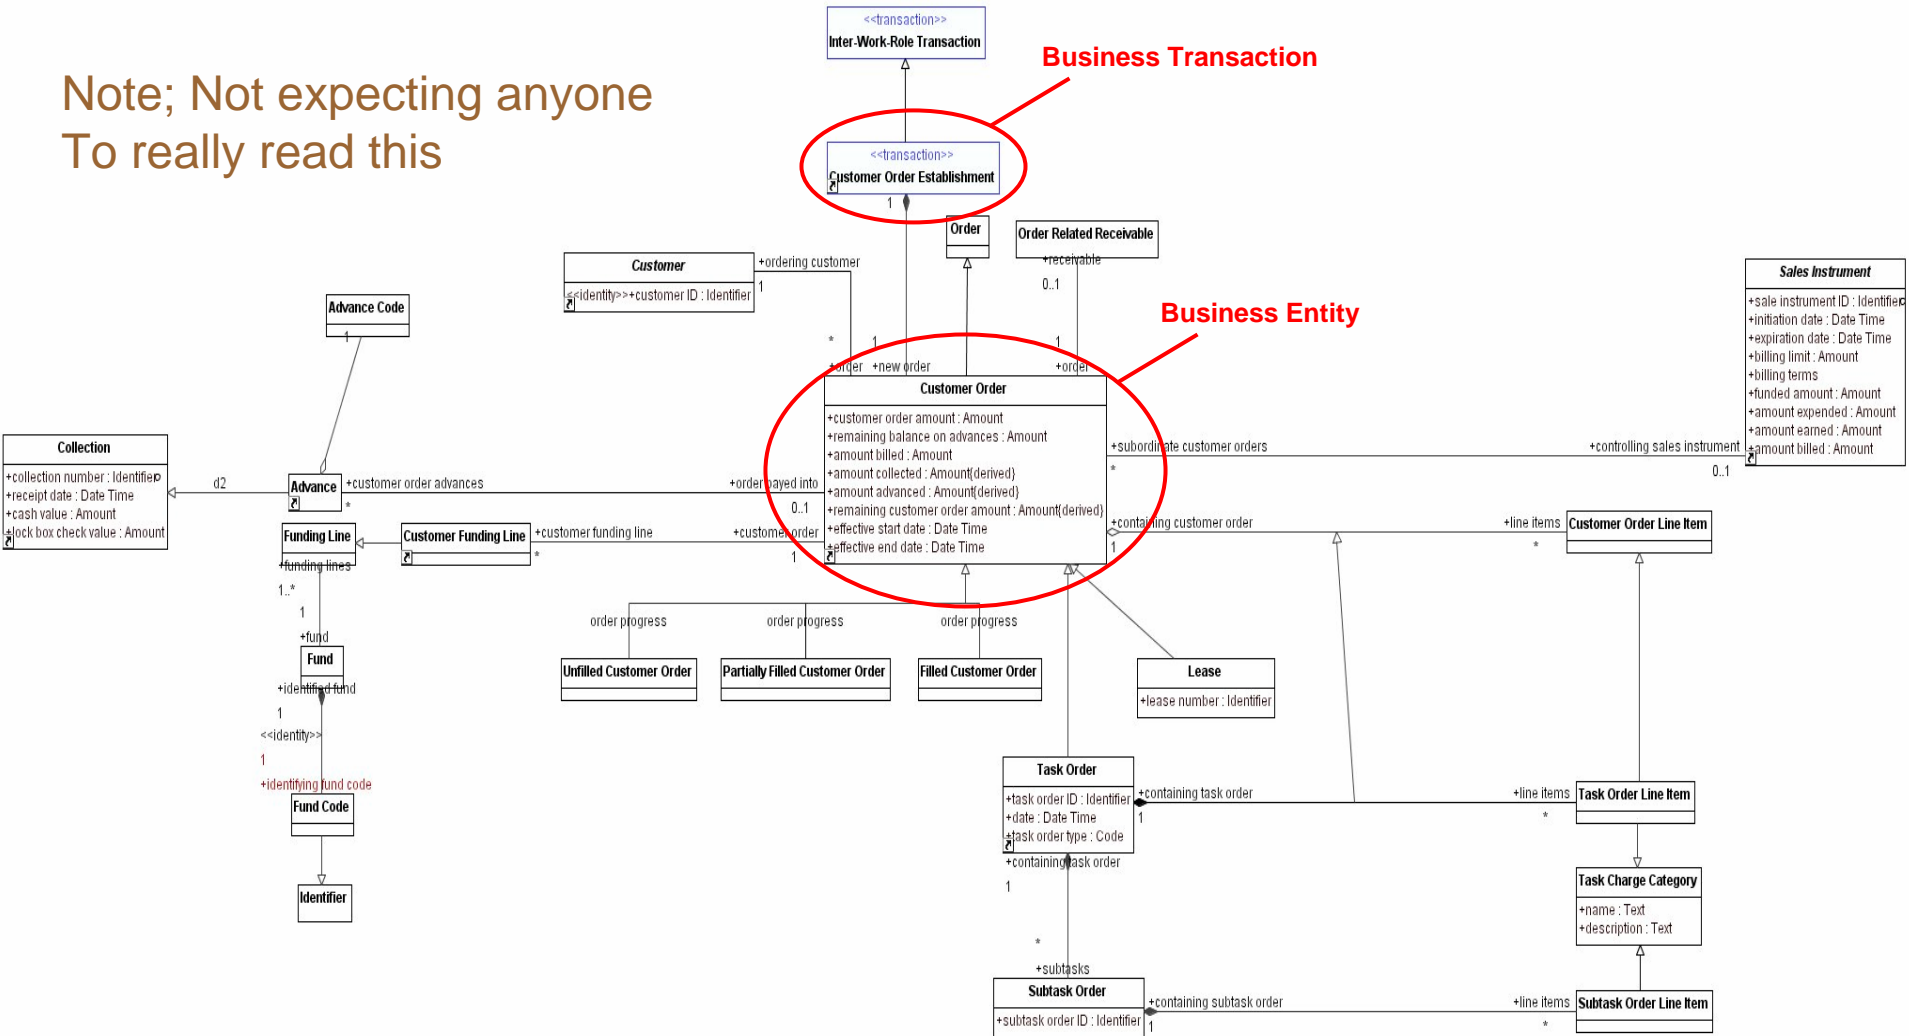 Note; Not expecting anyone
To really read this
<<transaction>>
Inter-Work-Role Transaction
Business Transaction
<<transaction>>
Customer Order Establishment
1
Order
Order Related Receivable
+receivable
0..1
Customer
<<identity>>+customer ID : Identifier
+ordering customer
1
*
+order
1
+new order
1
+order
Business Entity
Sales Instrument
+sale instrument ID : Identifier
+initiation date : Date Time
+expiration date : Date Time
+billing limit : Amount
+billing terms
+funded amount : Amount
+amount expended : Amount
+amount earned : Amount
+amount billed : Amount
Advance Code
1
Customer Order
+customer order amount : Amount
+remaining balance on advances : Amount
+amount billed : Amount
+amount collected : Amount{derived}
+amount advanced : Amount{derived}
+remaining customer order amount : Amount{derived}
+effective start date : Date Time
+effective end date : Date Time
+subordinate customer orders
*
+controlling sales instrument
0..1
Collection
+collection number : Identifier
+receipt date : Date Time
+cash value : Amount
+lock box check value : Amount
d2
Advance
+customer order advances
*
+order payed into
0..1
Funding Line
Customer Funding Line
+customer funding line
*
+customer order
1
+containing customer order
1
+line items
*
Customer Order Line Item
+funding lines
1..*
1
+fund
Fund
+identified fund
1
<<identity>>
1
+identifying fund code
Fund Code
Identifier
order progress
order progress
order progress
Unfilled Customer Order
Partially Filled Customer Order
Filled Customer Order
Lease
+lease number : Identifier
Task Order
+task order ID : Identifier
+date : Date Time
+task order type : Code
+containing task order
1
+line items
*
Task Order Line Item
+containing task order
1
Task Charge Category
+name : Text
+description : Text
*
+subtasks
Subtask Order
+subtask order ID : Identifier
+containing subtask order
1
+line items
*
Subtask Order Line Item